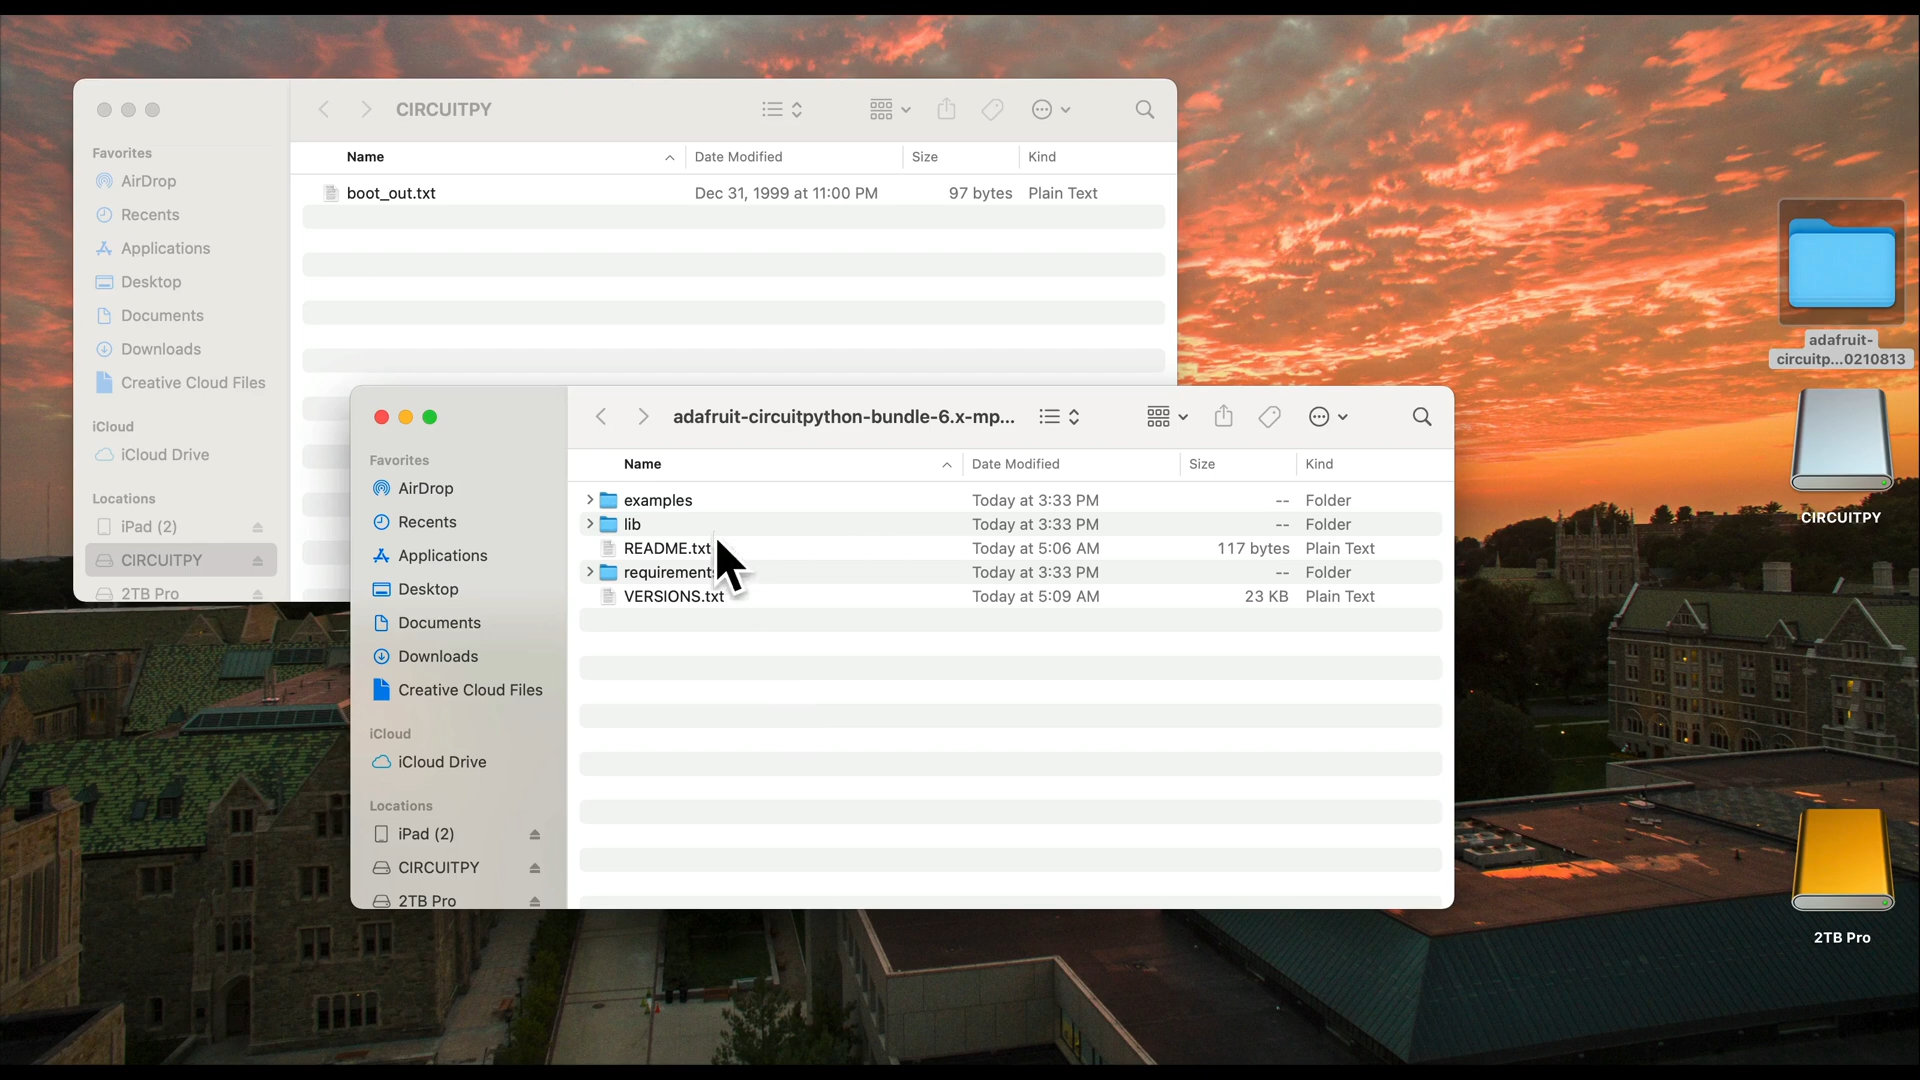 CIRCUITPY
Favorites
AirDrop
Recents
Applications
Desktop
Documents
Downloads
Creative Cloud Files
iCloud
iCloud Drive
Locations
iPad (2)
CIRCUITPY
2TB Pro
Name Date Modified Size Kind
boot_out.txt Dec 31, 1999 at 11:00 PM 97 bytes Plain Text
adafruit-circuitpython-bundle-6.x-mp...
Favorites
AirDrop
Recents
Applications
Desktop
Documents
Downloads
Creative Cloud Files
iCloud
iCloud Drive
Locations
iPad (2)
CIRCUITPY
2TB Pro
Name Date Modified Size Kind
examples Today at 3:33 PM -- Folder
lib Today at 3:33 PM -- Folder
README.txt Today at 5:06 AM 117 bytes Plain Text
requirements Today at 3:33 PM -- Folder
VERSIONS.txt Today at 5:09 AM 23 KB Plain Text
adafruit-
circuitp...0210813
CIRCUITPY
2TB Pro